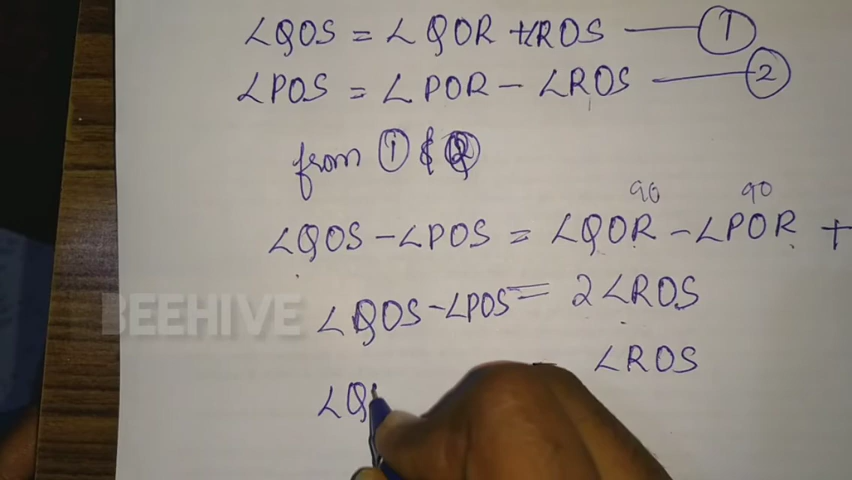 ∠QOS = ∠QOR + ∠ROS — ①
∠POS = ∠POR − ∠ROS — ②
from ① & ②
90 90
∠QOS − ∠POS = ∠QOR − ∠POR +
∠QOS − ∠POS = 2∠ROS
BEEHIVE
∠ROS
∠Q